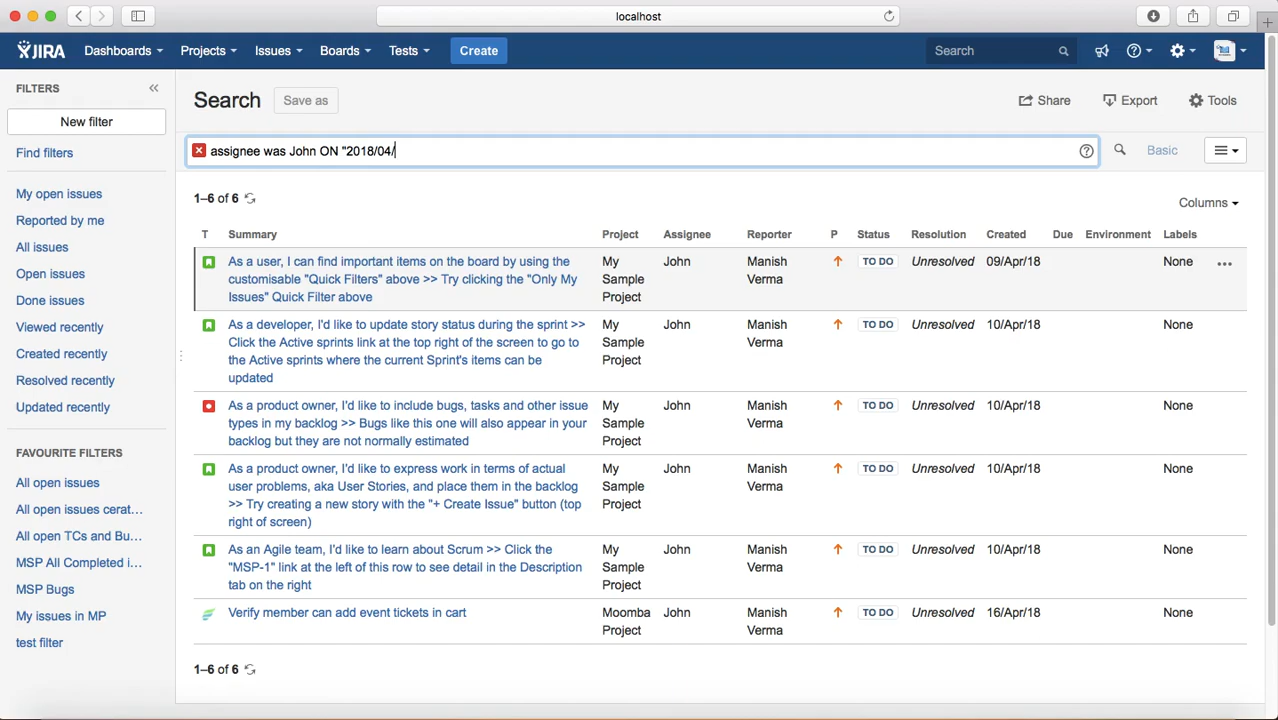 localhost
JIRA Dashboards Projects Issues Boards Tests Create Search
FILTERS
New filter
Find filters
My open issues
Reported by me
All issues
Open issues
Done issues
Viewed recently
Created recently
Resolved recently
Updated recently
FAVOURITE FILTERS
All open issues
All open issues cerat...
All open TCs and Bu...
MSP All Completed i...
MSP Bugs
My issues in MP
test filter
Search Save as Share Export Tools
assignee was John ON "2018/04/ Basic
1–6 of 6
Columns
T Summary Project Assignee Reporter P Status Resolution Created Due Environment Labels
As a user, I can find important items on the board by using the My John Manish TO DO Unresolved 09/Apr/18 None
customisable "Quick Filters" above >> Try clicking the "Only My Sample Verma
Issues" Quick Filter above Project
As a developer, I'd like to update story status during the sprint >> My John Manish TO DO Unresolved 10/Apr/18 None
Click the Active sprints link at the top right of the screen to go to Sample Verma
the Active sprints where the current Sprint's items can be Project
updated
As a product owner, I'd like to include bugs, tasks and other issue My John Manish TO DO Unresolved 10/Apr/18 None
types in my backlog >> Bugs like this one will also appear in your Sample Verma
backlog but they are not normally estimated Project
As a product owner, I'd like to express work in terms of actual My John Manish TO DO Unresolved 10/Apr/18 None
user problems, aka User Stories, and place them in the backlog Sample Verma
>> Try creating a new story with the "+ Create Issue" button (top Project
right of screen)
As an Agile team, I'd like to learn about Scrum >> Click the My John Manish TO DO Unresolved 10/Apr/18 None
"MSP-1" link at the left of this row to see detail in the Description Sample Verma
tab on the right Project
Verify member can add event tickets in cart Moomba John Manish TO DO Unresolved 16/Apr/18 None
Project Verma
1–6 of 6